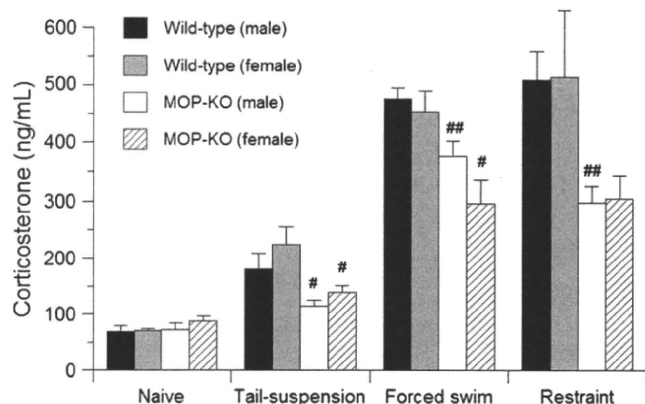 600
500
400
300
200
100
0
Corticosterone (ng/mL)
Wild-type (male)
Wild-type (female)
MOP-KO (male)
MOP-KO (female)
#
#
##
#
##
Naive
Tail-suspension
Forced swim
Restraint